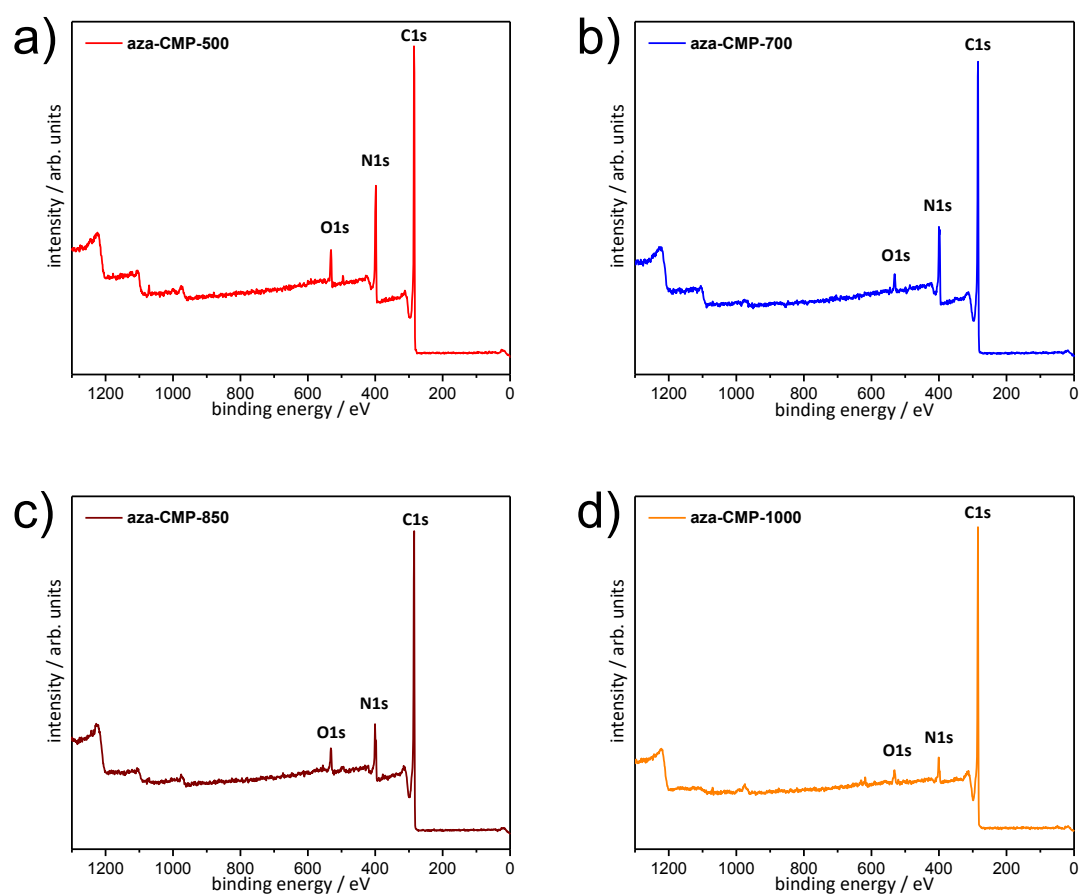 a)
aza-CMP-500
C1s
N1s
O1s
intensity / arb. units
1200 1000 800 600 400 200 0
binding energy / eV
b)
aza-CMP-700
C1s
N1s
O1s
intensity / arb. units
1200 1000 800 600 400 200 0
binding energy / eV
c)
aza-CMP-850
C1s
N1s
O1s
intensity / arb. units
1200 1000 800 600 400 200 0
binding energy / eV
d)
aza-CMP-1000
C1s
N1s
O1s
intensity / arb. units
1200 1000 800 600 400 200 0
binding energy / eV